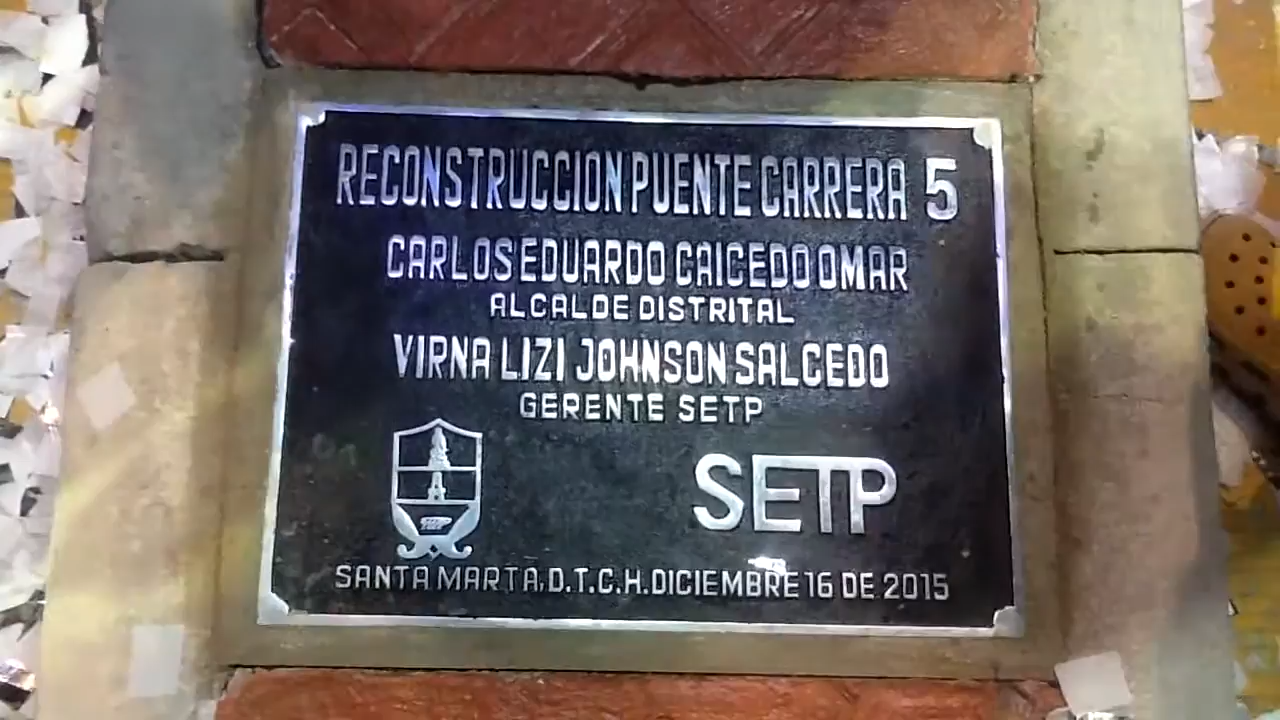 RECONSTRUCCION PUENTE CARRERA 5
CARLOS EDUARDO CAICEDO OMAR
ALCALDE DISTRITAL
VIRNA LIZI JOHNSON SALCEDO
GERENTE SETP
SETP
SANTA MARTA, D.T.C.H. DICIEMBRE 16 DE 2015